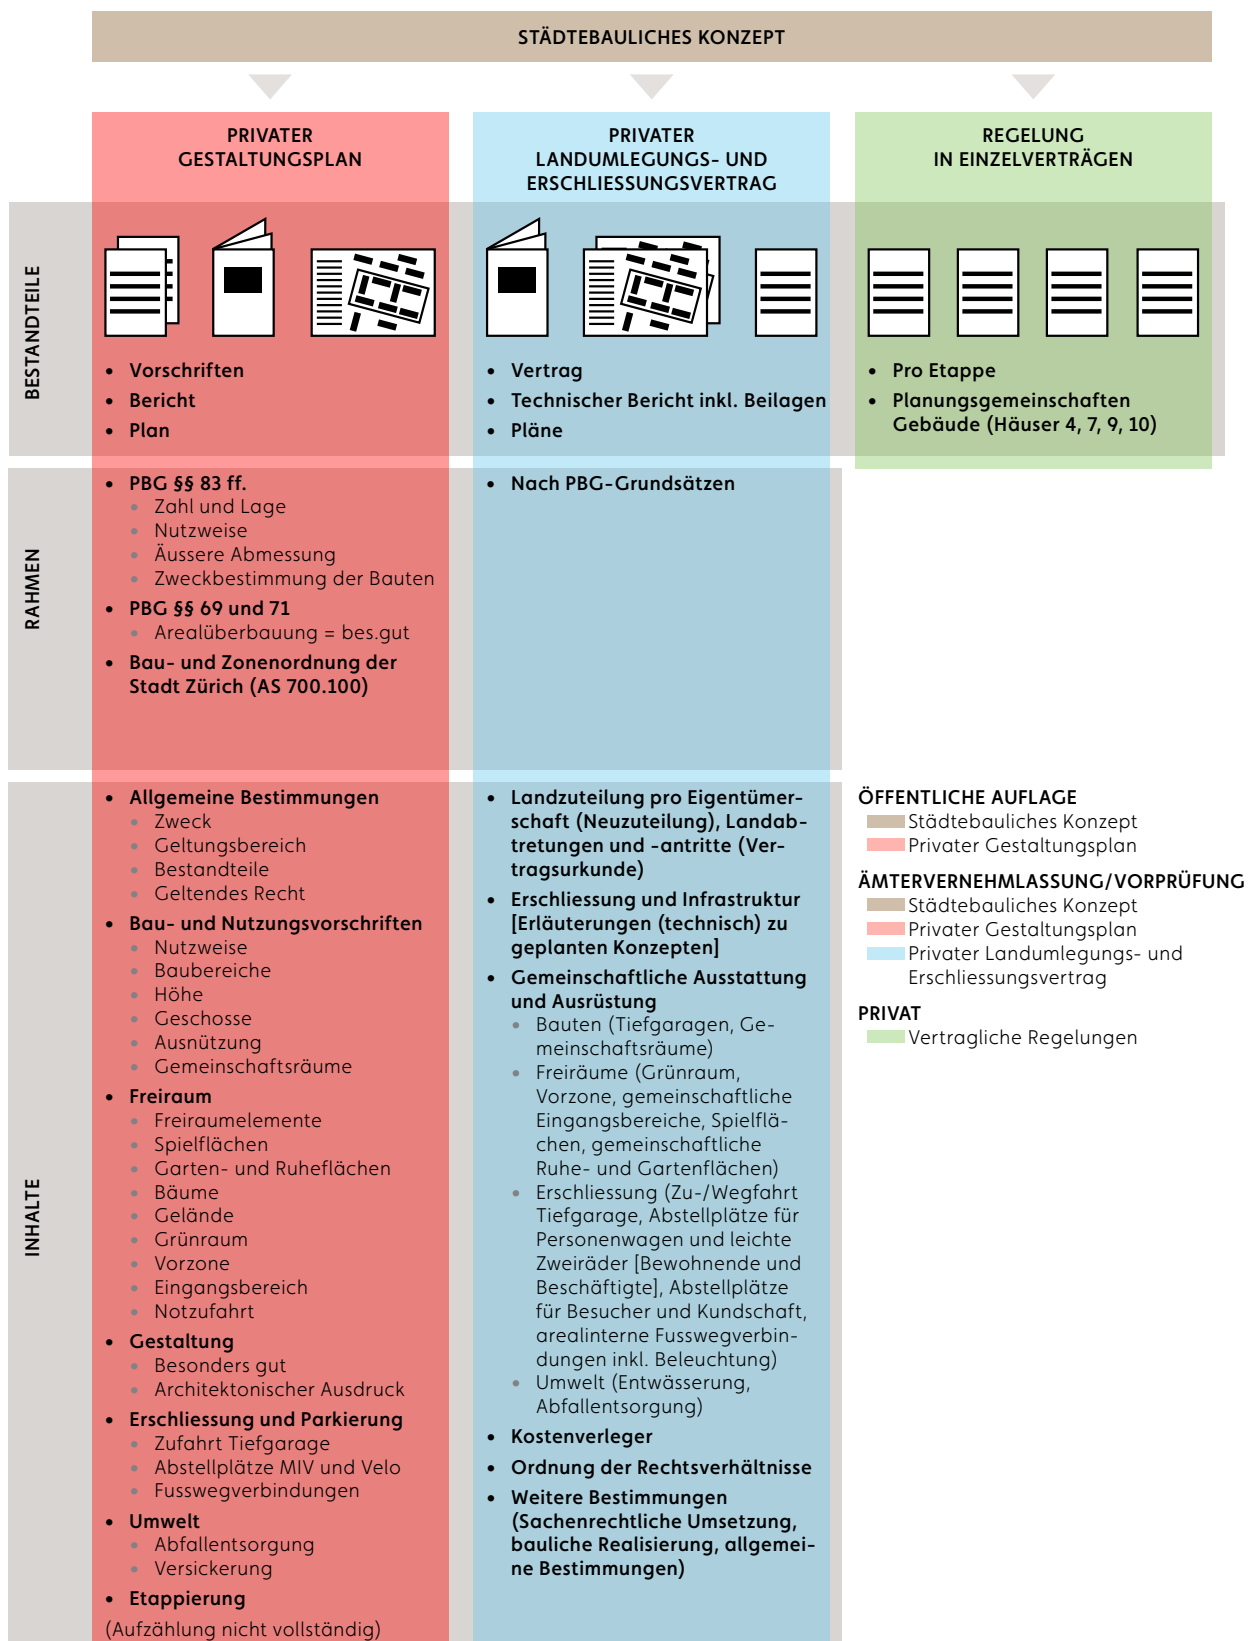 STÄDTEBAULICHES KONZEPT
PRIVATER
GESTALTUNGSPLAN
PRIVATER
LANDUMLEGUNGS- UND
ERSCHLIESSUNGSVERTRAG
REGELUNG
IN EINZELVERTRÄGEN
BESTANDTEILE
• Vorschriften
• Bericht
• Plan
• Vertrag
• Technischer Bericht inkl. Beilagen
• Pläne
• Pro Etappe
• Planungsgemeinschaften
Gebäude (Häuser 4, 7, 9, 10)
RAHMEN
• PBG §§ 83 ff.
• Zahl und Lage
• Nutzweise
• Äussere Abmessung
• Zweckbestimmung der Bauten
• PBG §§ 69 und 71
• Arealüberbauung = bes.gut
• Bau- und Zonenordnung der
Stadt Zürich (AS 700.100)
• Nach PBG-Grundsätzen
INHALTE
• Allgemeine Bestimmungen
• Zweck
• Geltungsbereich
• Bestandteile
• Geltendes Recht
• Bau- und Nutzungsvorschriften
• Nutzweise
• Baubereiche
• Höhe
• Geschosse
• Ausnützung
• Gemeinschaftsräume
• Freiraum
• Freiraumelemente
• Spielflächen
• Garten- und Ruheflächen
• Bäume
• Gelände
• Grünraum
• Vorzone
• Eingangsbereich
• Notzufahrt
• Gestaltung
• Besonders gut
• Architektonischer Ausdruck
• Erschliessung und Parkierung
• Zufahrt Tiefgarage
• Abstellplätze MIV und Velo
• Fusswegverbindungen
• Umwelt
• Abfallentsorgung
• Versickerung
• Etappierung
(Aufzählung nicht vollständig)
• Landzuteilung pro Eigentümer-
schaft (Neuzuteilung), Landab-
tretungen und -antritte (Ver-
tragsurkunde)
• Erschliessung und Infrastruktur
[Erläuterungen (technisch) zu
geplanten Konzepten]
• Gemeinschaftliche Ausstattung
und Ausrüstung
• Bauten (Tiefgaragen, Ge-
meinschaftsräume)
• Freiräume (Grünraum,
Vorzone, gemeinschaftliche
Eingangsbereiche, Spielflä-
chen, gemeinschaftliche
Ruhe- und Gartenflächen)
• Erschliessung (Zu-/Wegfahrt
Tiefgarage, Abstellplätze für
Personenwagen und leichte
Zweiräder [Bewohnende und
Beschäftigte], Abstellplätze
für Besucher und Kundschaft,
arealinterne Fusswegverbin-
dungen inkl. Beleuchtung)
• Umwelt (Entwässerung,
Abfallentsorgung)
• Kostenverleger
• Ordnung der Rechtsverhältnisse
• Weitere Bestimmungen
(Sachenrechtliche Umsetzung,
bauliche Realisierung, allgemei-
ne Bestimmungen)
ÖFFENTLICHE AUFLAGE
Städtebauliches Konzept
Privater Gestaltungsplan
ÄMTERVERNEHMLASSUNG/VORPRÜFUNG
Städtebauliches Konzept
Privater Gestaltungsplan
Privater Landumlegungs- und
Erschliessungsvertrag
PRIVAT
Vertragliche Regelungen